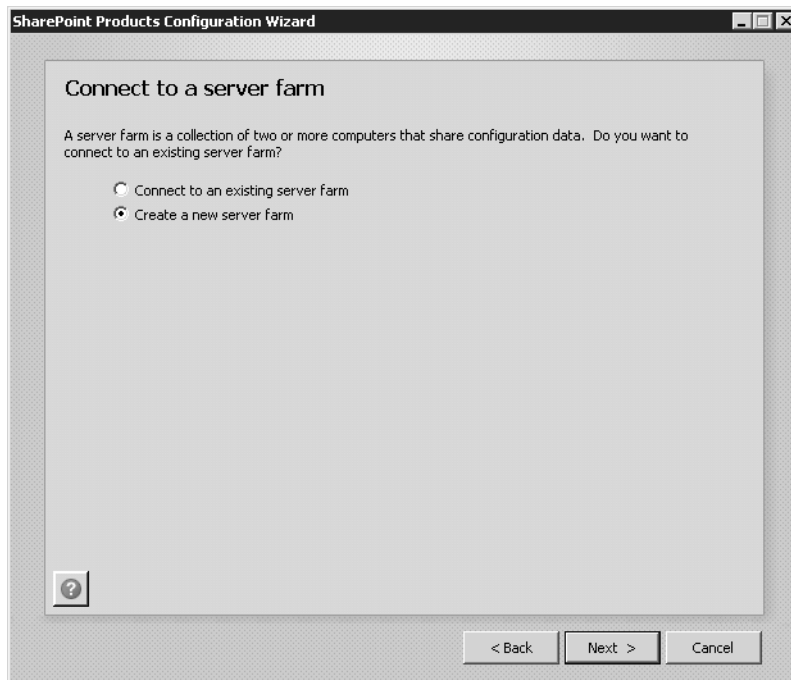 SharePoint Products Configuration Wizard
Connect to a server farm
A server farm is a collection of two or more computers that share configuration data.  Do you want to
connect to an existing server farm?
Connect to an existing server farm
Create a new server farm
?
< Back
Next >
Cancel